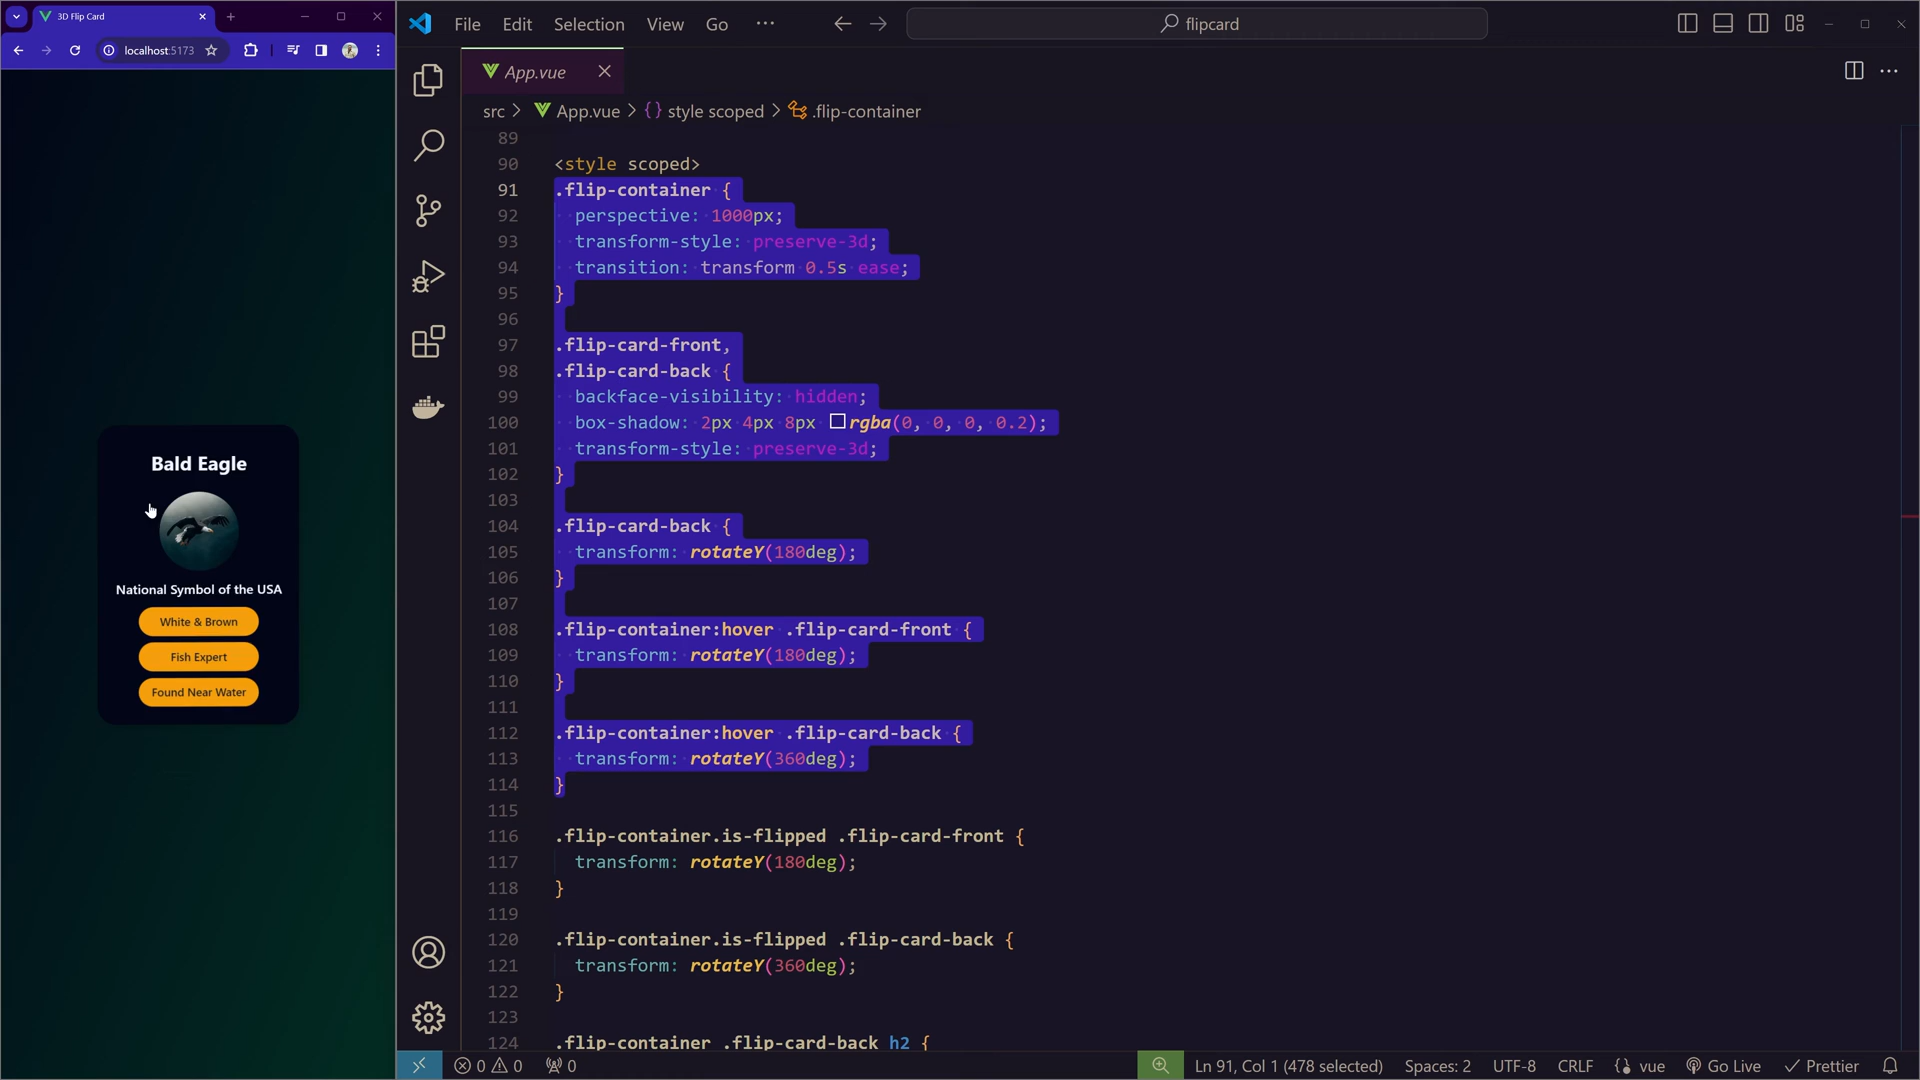 3D Flip Card
localhost:5173
Bald Eagle
National Symbol of the USA
White & Brown
Fish Expert
Found Near Water
File Edit Selection View Go ···
flipcard
App.vue
src > App.vue > {} style scoped > .flip-container
89
90 <style scoped>
91 .flip-container {
92 perspective: 1000px;
93 transform-style: preserve-3d;
94 transition: transform 0.5s ease;
95 }
96
97 .flip-card-front,
98 .flip-card-back {
99 backface-visibility: hidden;
100 box-shadow: 2px 4px 8px rgba(0, 0, 0, 0.2);
101 transform-style: preserve-3d;
102 }
103
104 .flip-card-back {
105 transform: rotateY(180deg);
106 }
107
108 .flip-container:hover .flip-card-front {
109 transform: rotateY(180deg);
110 }
111
112 .flip-container:hover .flip-card-back {
113 transform: rotateY(360deg);
114 }
115
116 .flip-container.is-flipped .flip-card-front {
117 transform: rotateY(180deg);
118 }
119
120 .flip-container.is-flipped .flip-card-back {
121 transform: rotateY(360deg);
122 }
123
124 .flip-container .flip-card-back h2 {
0 0 0 Ln 91, Col 1 (478 selected) Spaces: 2 UTF-8 CRLF {} vue Go Live Prettier